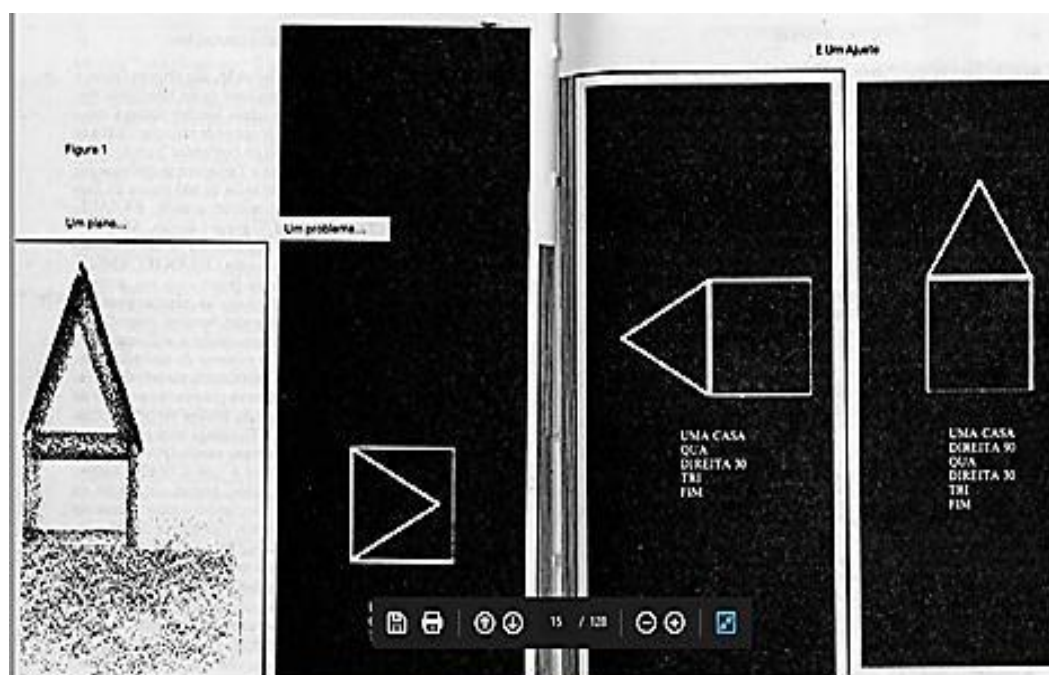 E Um Ajuste
Figura 1
Um plano...
Um problema...
UMA CASA
QUA
DIREITA 30
TRI
FIM
UMA CASA
DIREITA 90
QUA
DIREITA 30
TRI
FIM
15 / 128